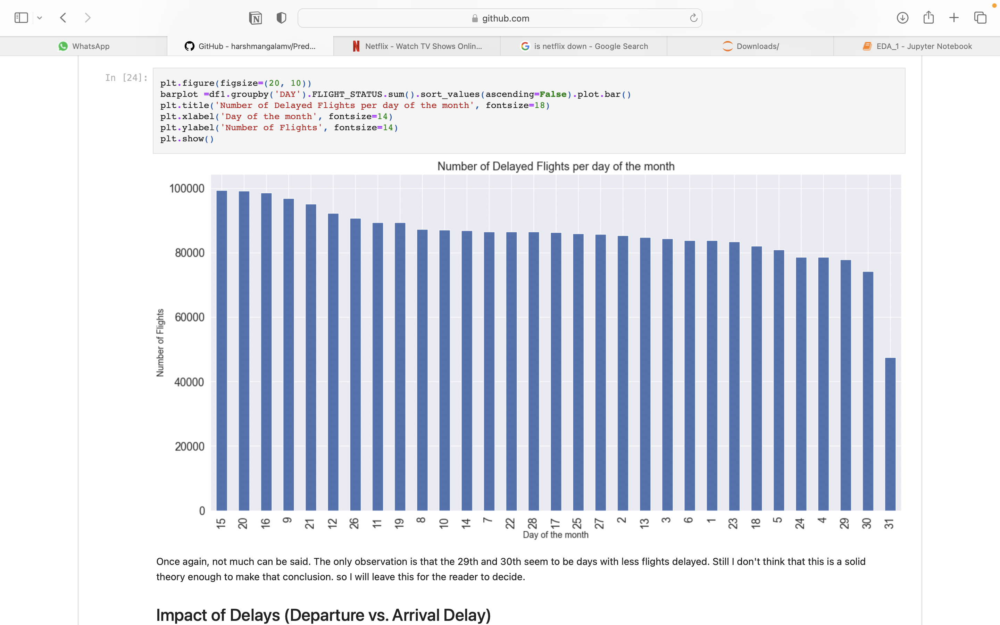 github.com
WhatsApp
GitHub - harshmangalamv/Pred...
Netflix - Watch TV Shows Onlin...
is netflix down - Google Search
Downloads/
EDA_1 - Jupyter Notebook
In [24]:
plt.figure(figsize=(20, 10))
barplot =df1.groupby('DAY').FLIGHT_STATUS.sum().sort_values(ascending=False).plot.bar()
plt.title('Number of Delayed Flights per day of the month', fontsize=18)
plt.xlabel('Day of the month', fontsize=14)
plt.ylabel('Number of Flights', fontsize=14)
plt.show()
Number of Delayed Flights per day of the month
100000
80000
60000
40000
20000
0
Number of Flights
15 20 16 9 21 12 26 11 19 8 10 14 7 22 28 17 25 27 2 13 3 6 1 23 18 5 24 4 29 30 31
Day of the month
Once again, not much can be said. The only observation is that the 29th and 30th seem to be days with less flights delayed. Still I don't think that this is a solid
theory enough to make that conclusion. so I will leave this for the reader to decide.
Impact of Delays (Departure vs. Arrival Delay)